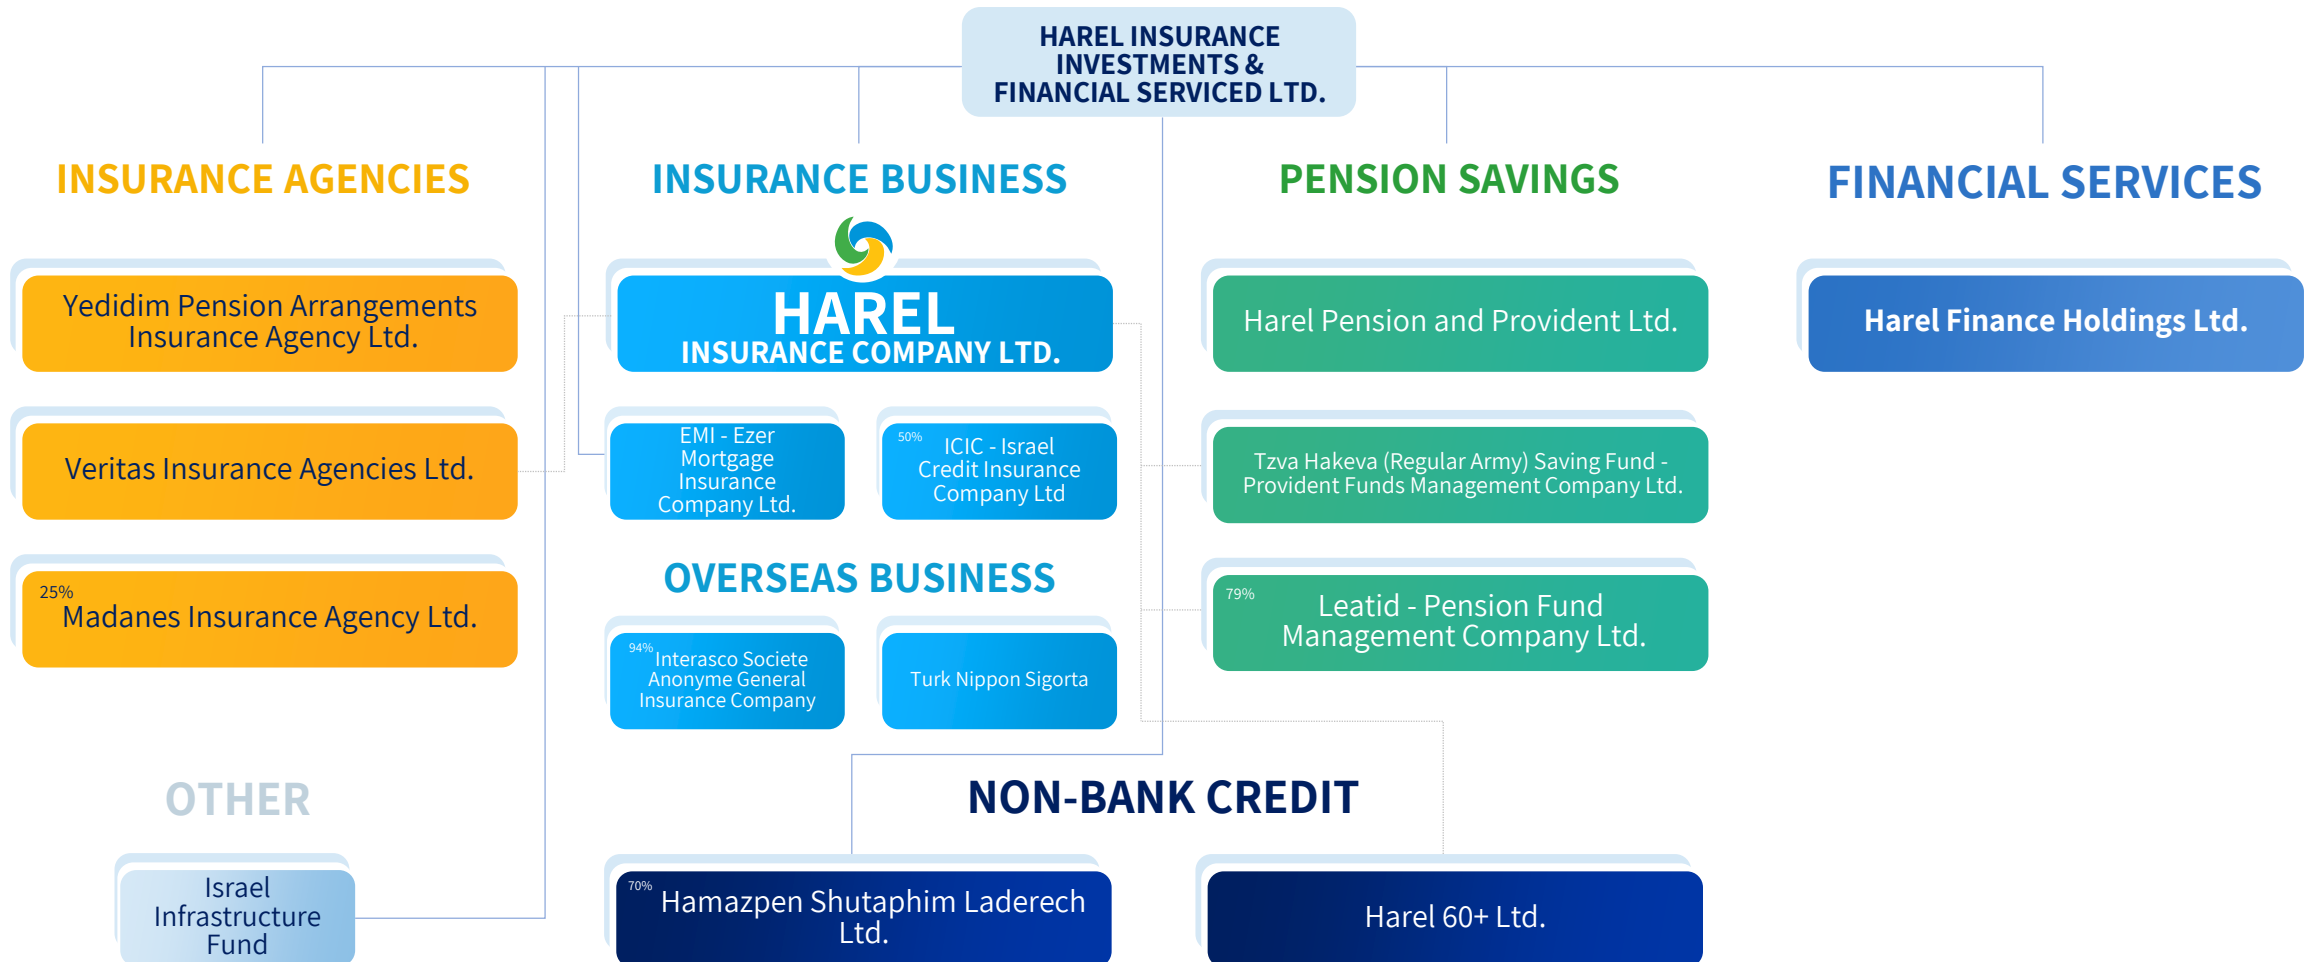 HAREL INSURANCE
INVESTMENTS &
FINANCIAL SERVICED LTD.
INSURANCE AGENCIES
INSURANCE BUSINESS
PENSION SAVINGS
FINANCIAL SERVICES
Yedidim Pension Arrangements
Insurance Agency Ltd.
HAREL
INSURANCE COMPANY LTD.
Harel Pension and Provident Ltd.
Harel Finance Holdings Ltd.
Veritas Insurance Agencies Ltd.
EMI - Ezer
Mortgage
Insurance
Company Ltd.
50%
ICIC - Israel
Credit Insurance
Company Ltd
Tzva Hakeva (Regular Army) Saving Fund -
Provident Funds Management Company Ltd.
25%
Madanes Insurance Agency Ltd.
OVERSEAS BUSINESS
94%
Interasco Societe
Anonyme General
Insurance Company
Turk Nippon Sigorta
79%
Leatid - Pension Fund
Management Company Ltd.
OTHER
NON-BANK CREDIT
Israel
Infrastructure
Fund
70%
Hamazpen Shutaphim Laderech
Ltd.
Harel 60+ Ltd.